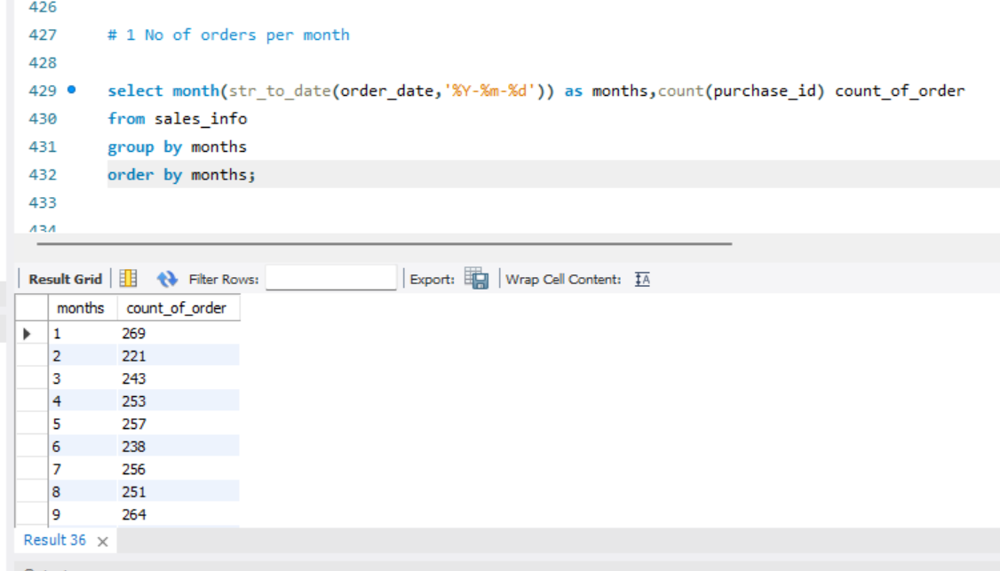 426
427 # 1 No of orders per month
428
429 select month(str_to_date(order_date,'%Y-%m-%d')) as months,count(purchase_id) count_of_order
430 from sales_info
431 group by months
432 order by months;
433
434
Result Grid Filter Rows: Export: Wrap Cell Content:
months count_of_order
1 269
2 221
3 243
4 253
5 257
6 238
7 256
8 251
9 264
Result 36